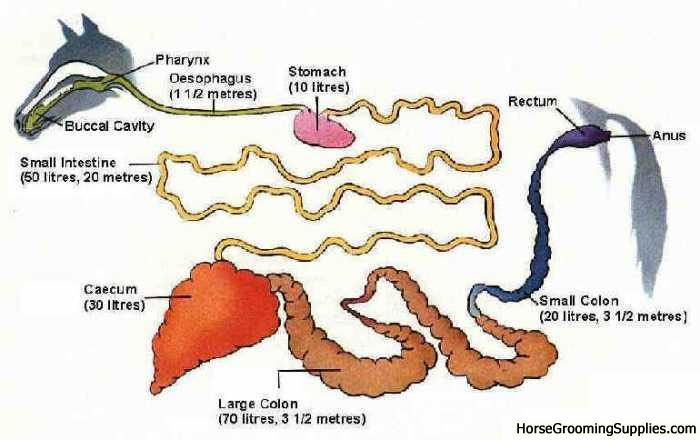 Pharynx
Oesophagus
(1 1/2 metres)
Stomach
(10 litres)
Buccal Cavity
Rectum
Anus
Small Intestine
(50 litres, 20 metres)
Caecum
(30 litres)
Small Colon
(20 litres, 3 1/2 metres)
Large Colon
(70 litres, 3 1/2 metres)
HorseGroomingSupplies.com